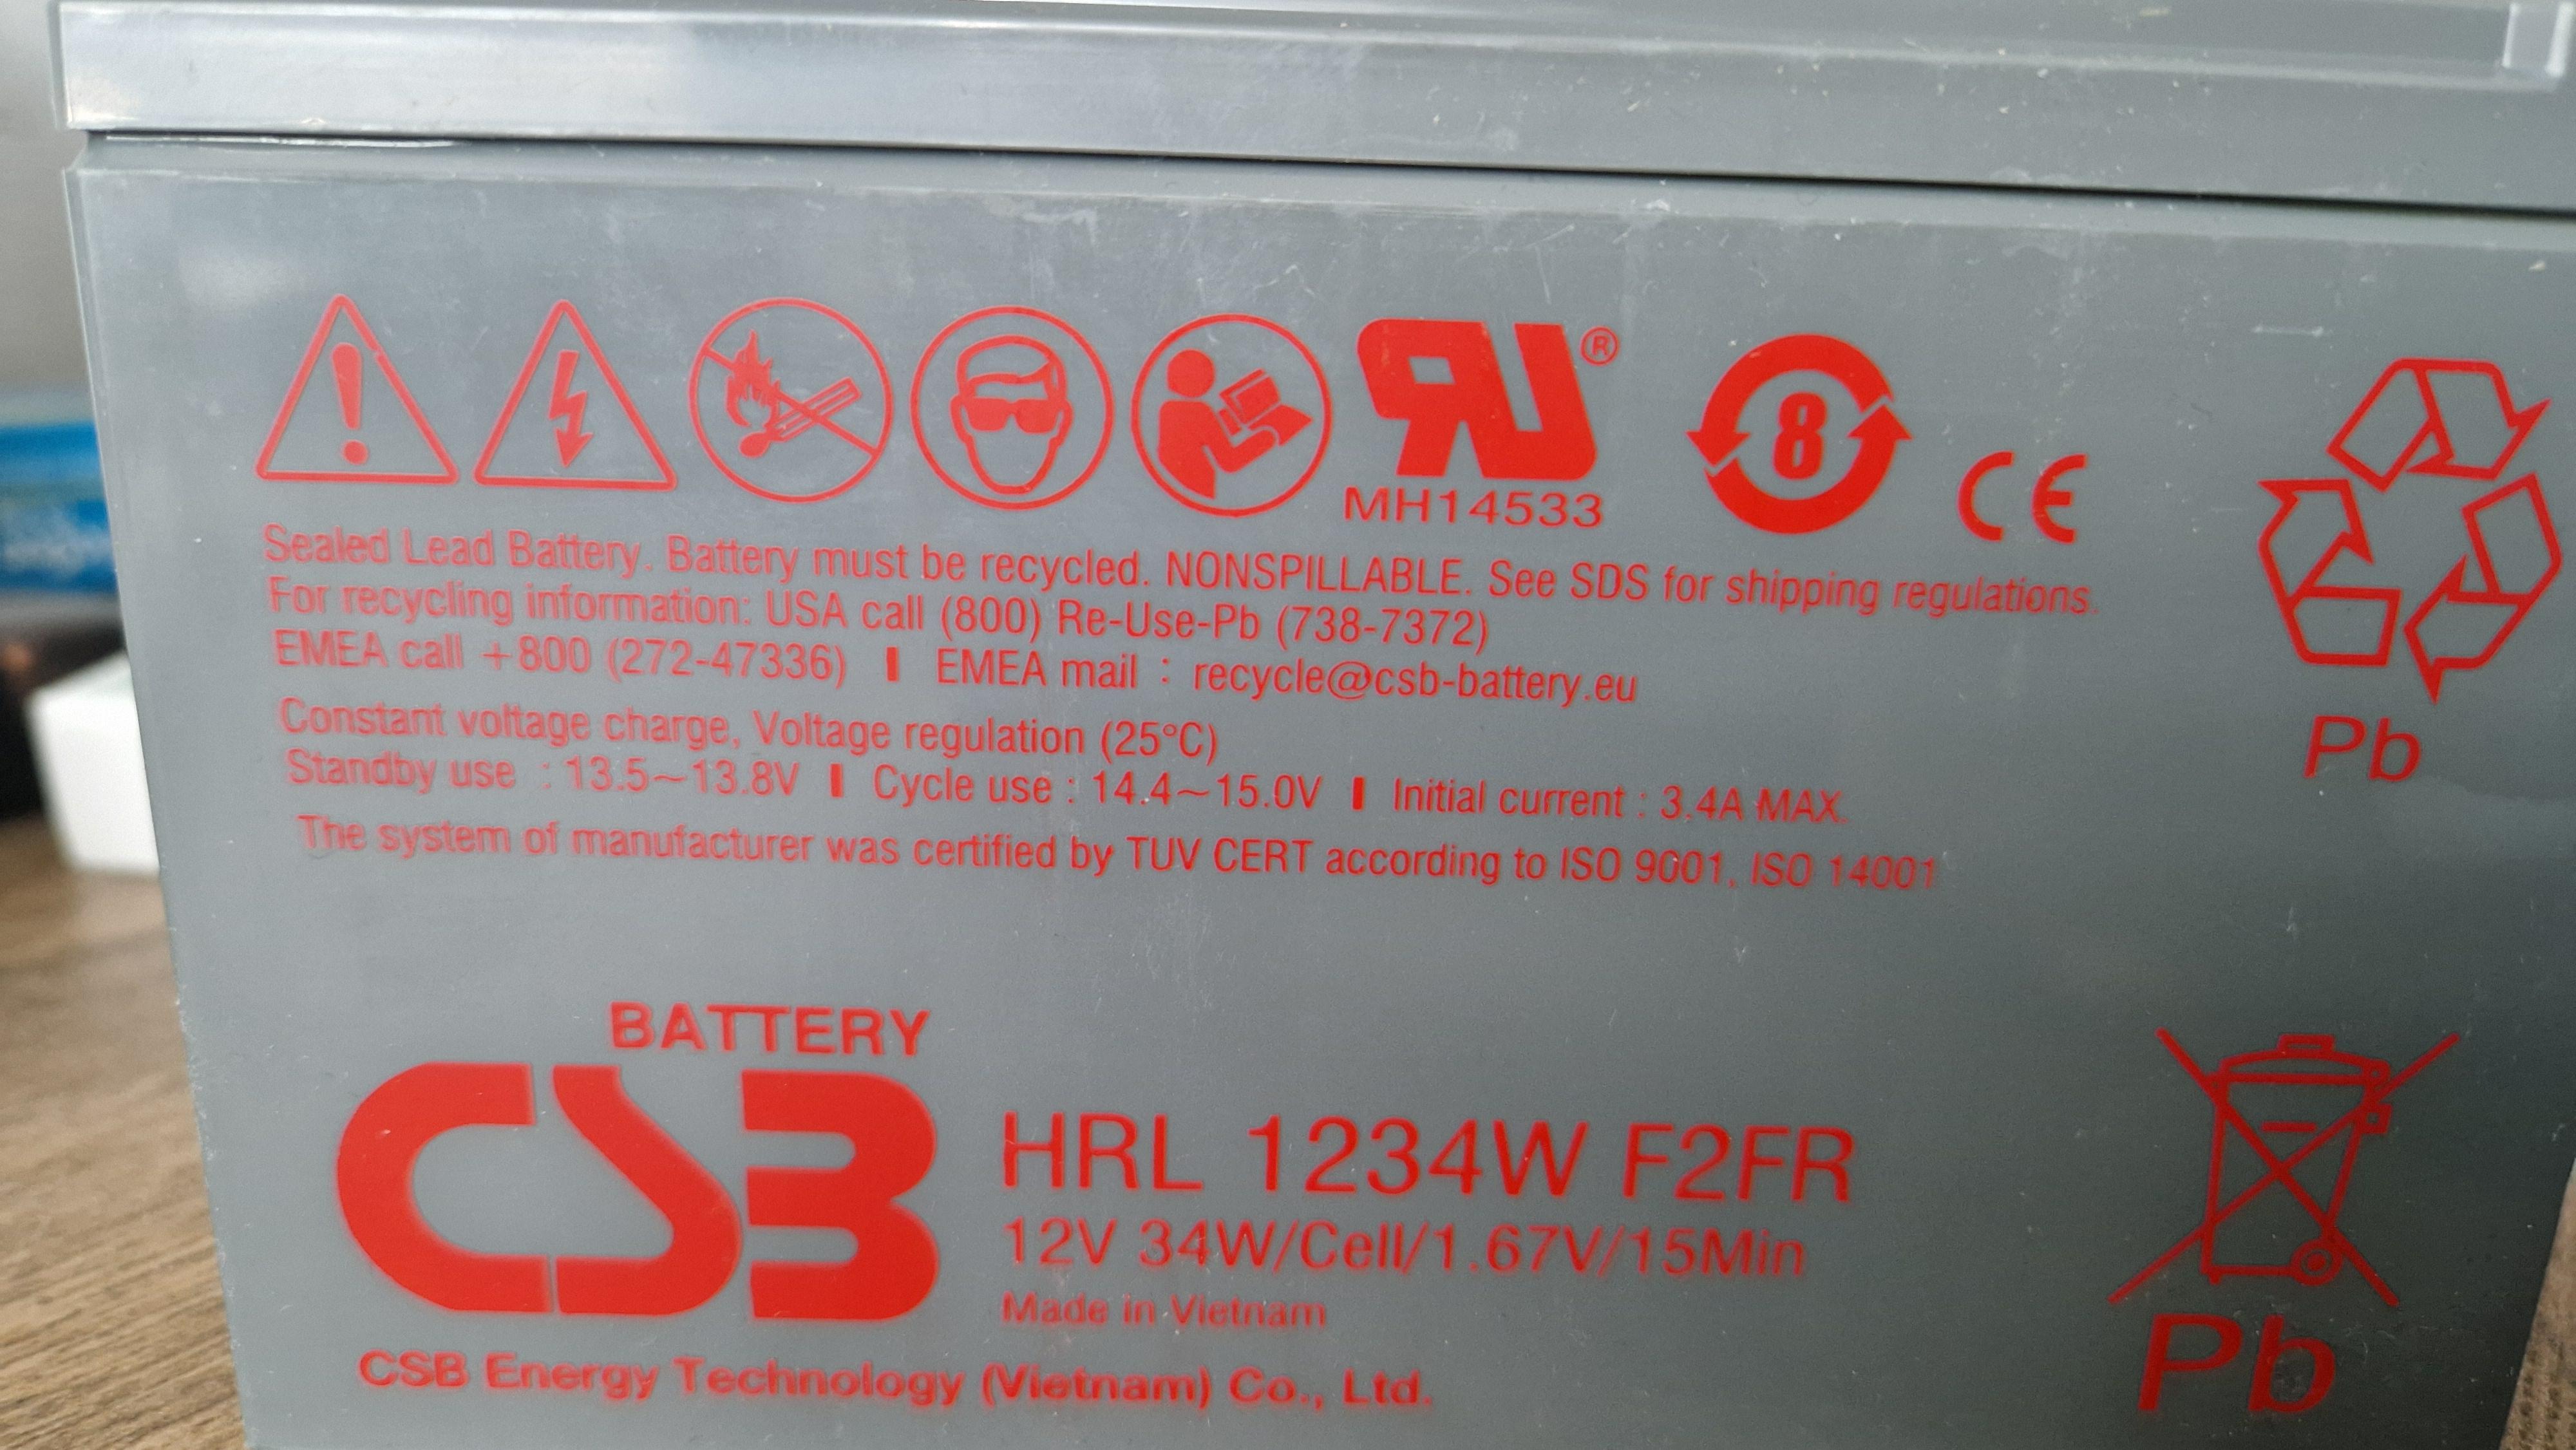 MH14533
8
CE
Sealed Lead Battery. Battery must be recycled. NONSPILLABLE. See SDS for shipping regulations.
For recycling information: USA call (800) Re-Use-Pb (738-7372)
EMEA call +800 (272-47336) | EMEA mail : recycle@csb-battery.eu
Pb
Constant voltage charge, Voltage regulation (25°C)
Standby use : 13.5~13.8V | Cycle use : 14.4~15.0V | Initial current : 3.4A MAX.
The system of manufacturer was certified by TUV CERT according to ISO 9001, ISO 14001
BATTERY
CSB
HRL 1234W F2FR
12V 34W/Cell/1.67V/15Min
Made in Vietnam
CSB Energy Technology (Vietnam) Co., Ltd.
Pb